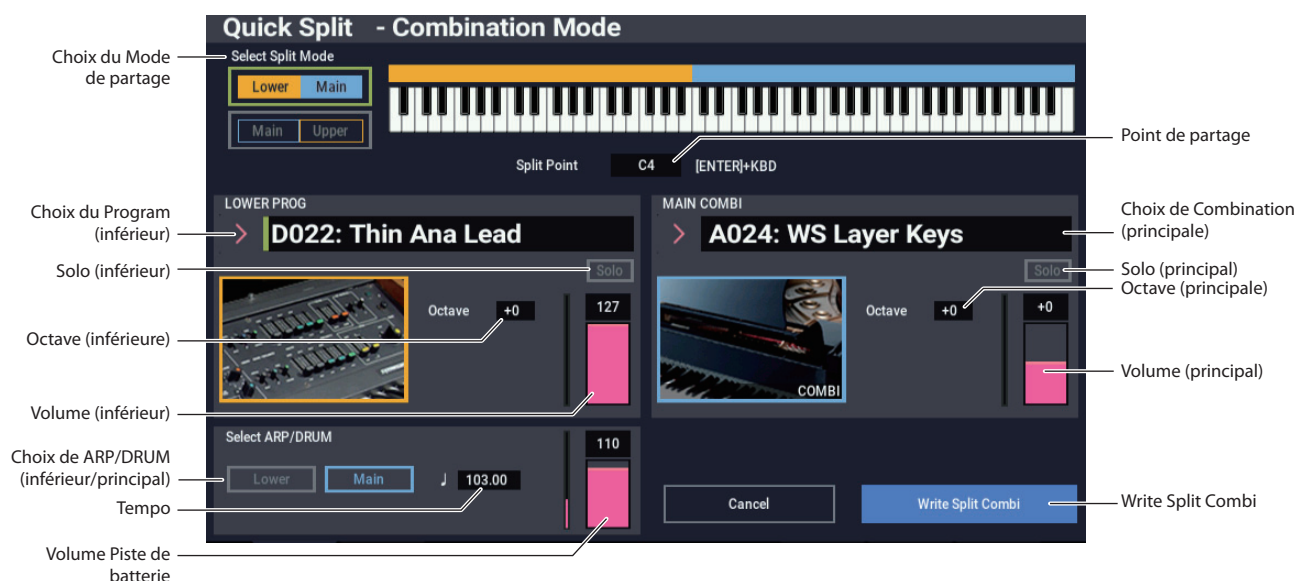 Quick Split - Combination Mode
Choix du Mode
de partage
Select Split Mode
Lower Main
Main Upper
Split Point C4 [ENTER]+KBD
Point de partage
LOWER PROG
MAIN COMBI
Choix du Program
(inférieur)
D022: Thin Ana Lead
A024: WS Layer Keys
Choix de Combination
(principale)
Solo (inférieur)
Solo
Solo
Solo (principal)
Octave (principale)
Octave +0
127
Octave +0
+0
Octave (inférieure)
COMBI
Volume (principal)
Volume (inférieur)
Select ARP/DRUM
110
Choix de ARP/DRUM
(inférieur/principal)
Lower Main
♩ 103.00
Tempo
Cancel
Write Split Combi
Write Split Combi
Volume Piste de
batterie